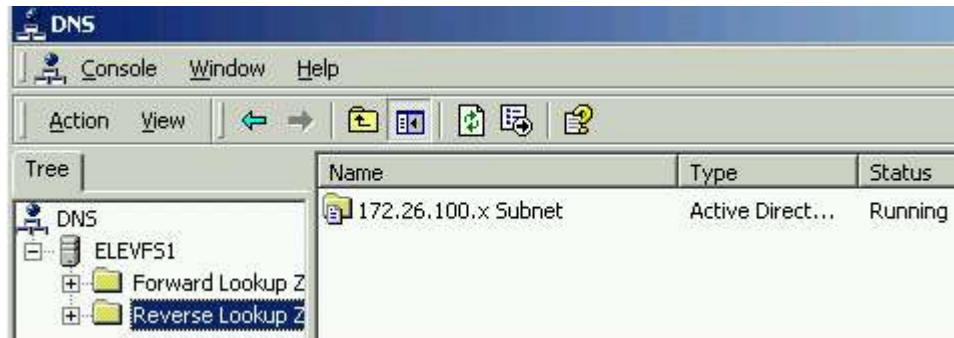 DNS
Console Window Help
Action View
Tree
Name Type Status
DNS
172.26.100.x Subnet Active Direct... Running
ELEVFS1
Forward Lookup Z
Reverse Lookup Z